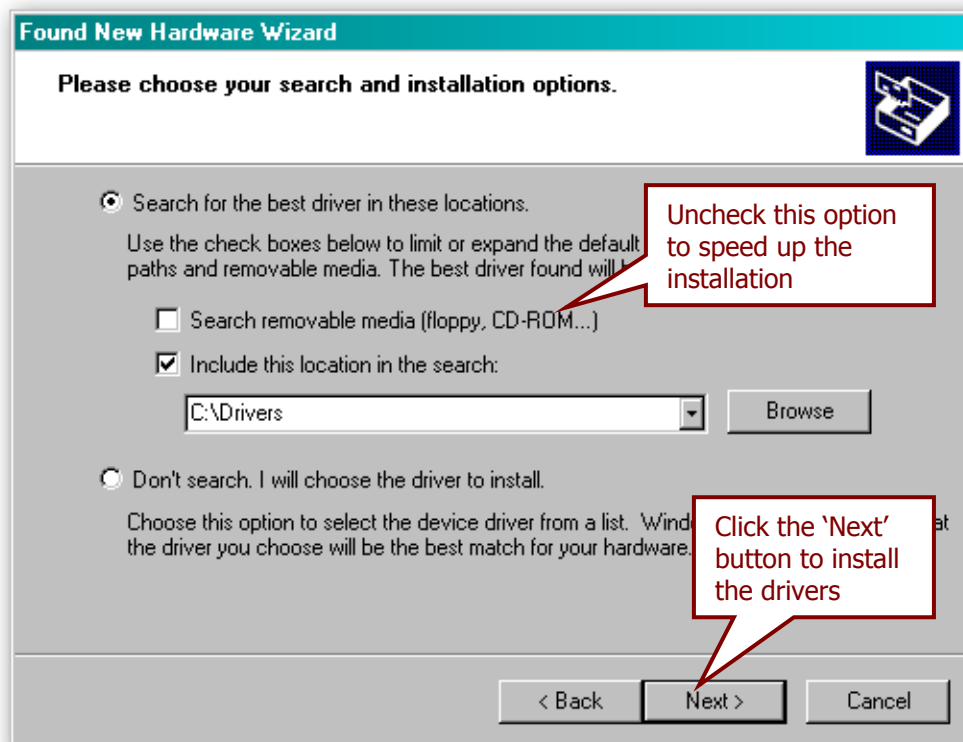 Found New Hardware Wizard
Please choose your search and installation options.
Search for the best driver in these locations.
Use the check boxes below to limit or expand the default
paths and removable media. The best driver found will
Uncheck this option
to speed up the
installation
Search removable media (floppy, CD-ROM...)
Include this location in the search:
C:\Drivers
Browse
Don't search. I will choose the driver to install.
Choose this option to select the device driver from a list. at
the driver you choose will be the best match for your hardware.
Click the ‘Next’
button to install
the drivers
< Back
Next >
Cancel